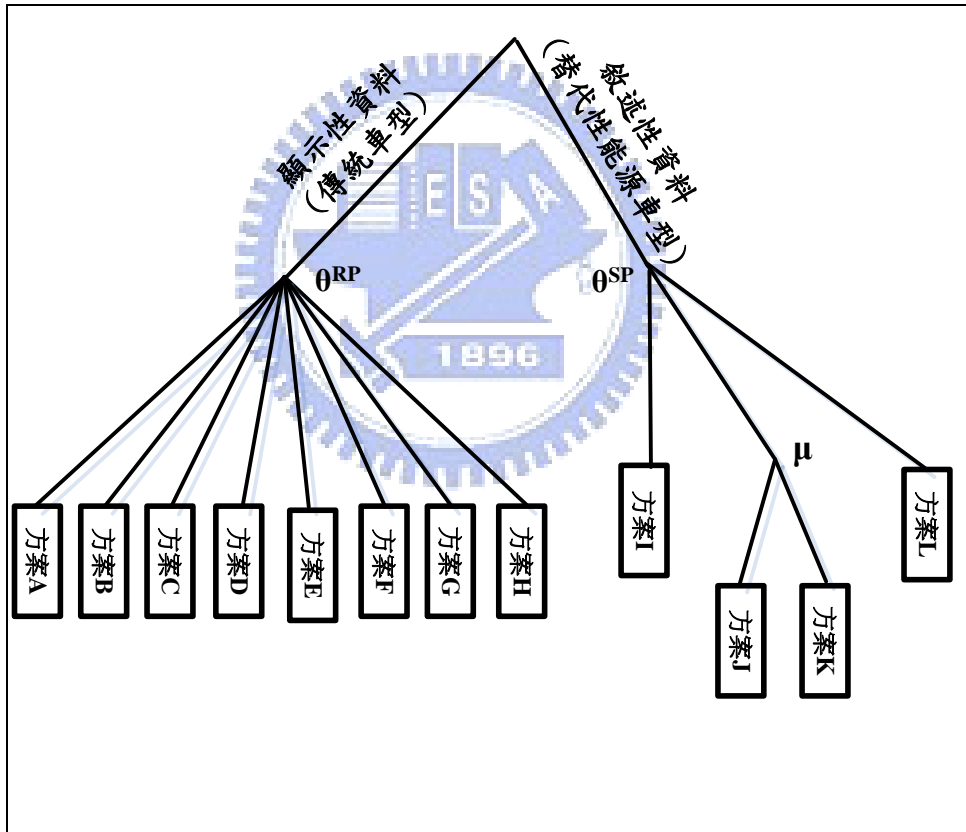 顯示性資料
(傳統車型)
敘述性資料
(替代性能源車型)
E S A
1896
θRP
θSP
μ
方案A
方案B
方案C
方案D
方案E
方案F
方案G
方案H
方案I
方案J
方案K
方案L